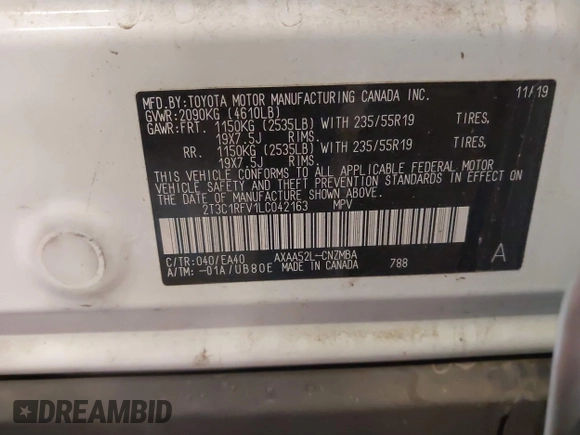 MFD.BY:TOYOTA MOTOR MANUFACTURING CANADA INC. 11/19
GVWR:2090KG (4610LB)
GAWR:FRT. 1150KG (2535LB) WITH 235/55R19 TIRES,
19X7.5J RIMS.
RR. 1150KG (2535LB) WITH 235/55R19 TIRES,
19X7.5J RIMS.
THIS VEHICLE CONFORMS TO ALL APPLICABLE FEDERAL MOTOR
VEHICLE SAFETY AND THEFT PREVENTION STANDARDS IN EFFECT
ON THE DATE OF MANUFACTURE SHOWN ABOVE.
2T3C1RFV1LC042163 MPV
C/TR:040/EA40 AXAA52L-CNZMBA
A/TM: -01A/UB80E MADE IN CANADA 788 A
DREAMBID